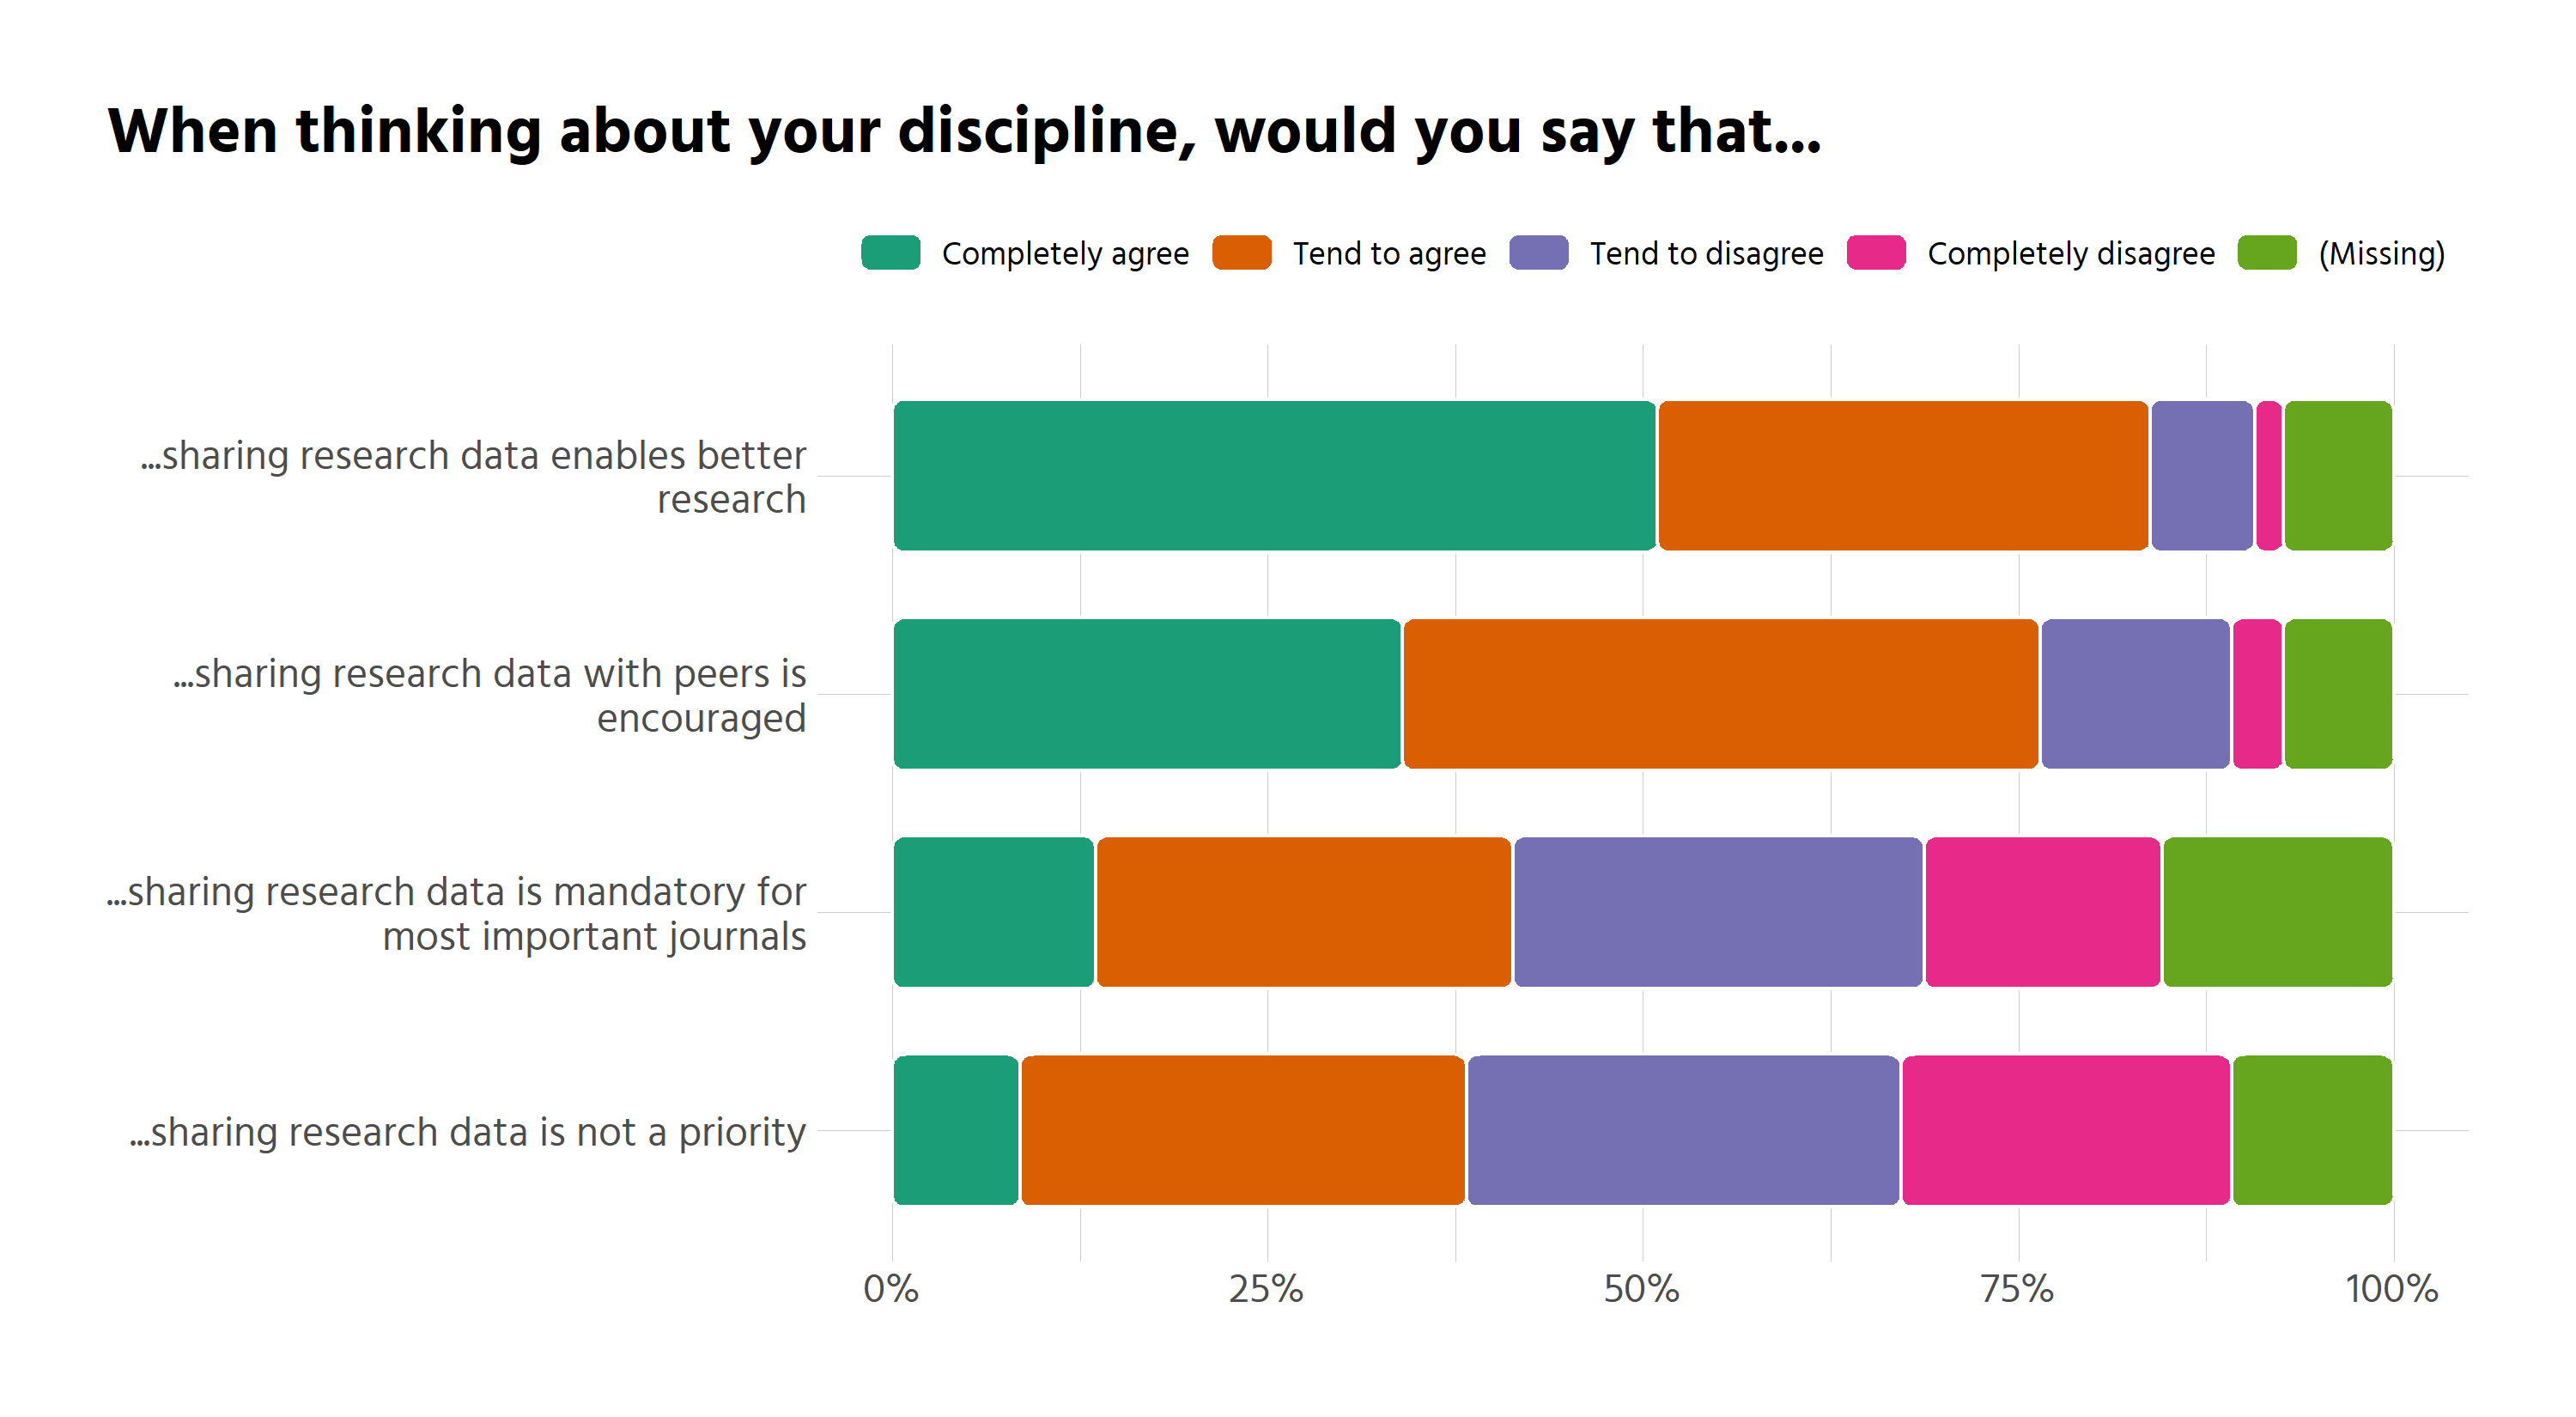 When thinking about your discipline, would you say that...
Completely agree
Tend to agree
Tend to disagree
Completely disagree
(Missing)
...sharing research data enables better
research
...sharing research data with peers is
encouraged
...sharing research data is mandatory for
most important journals
...sharing research data is not a priority
0%
25%
50%
75%
100%